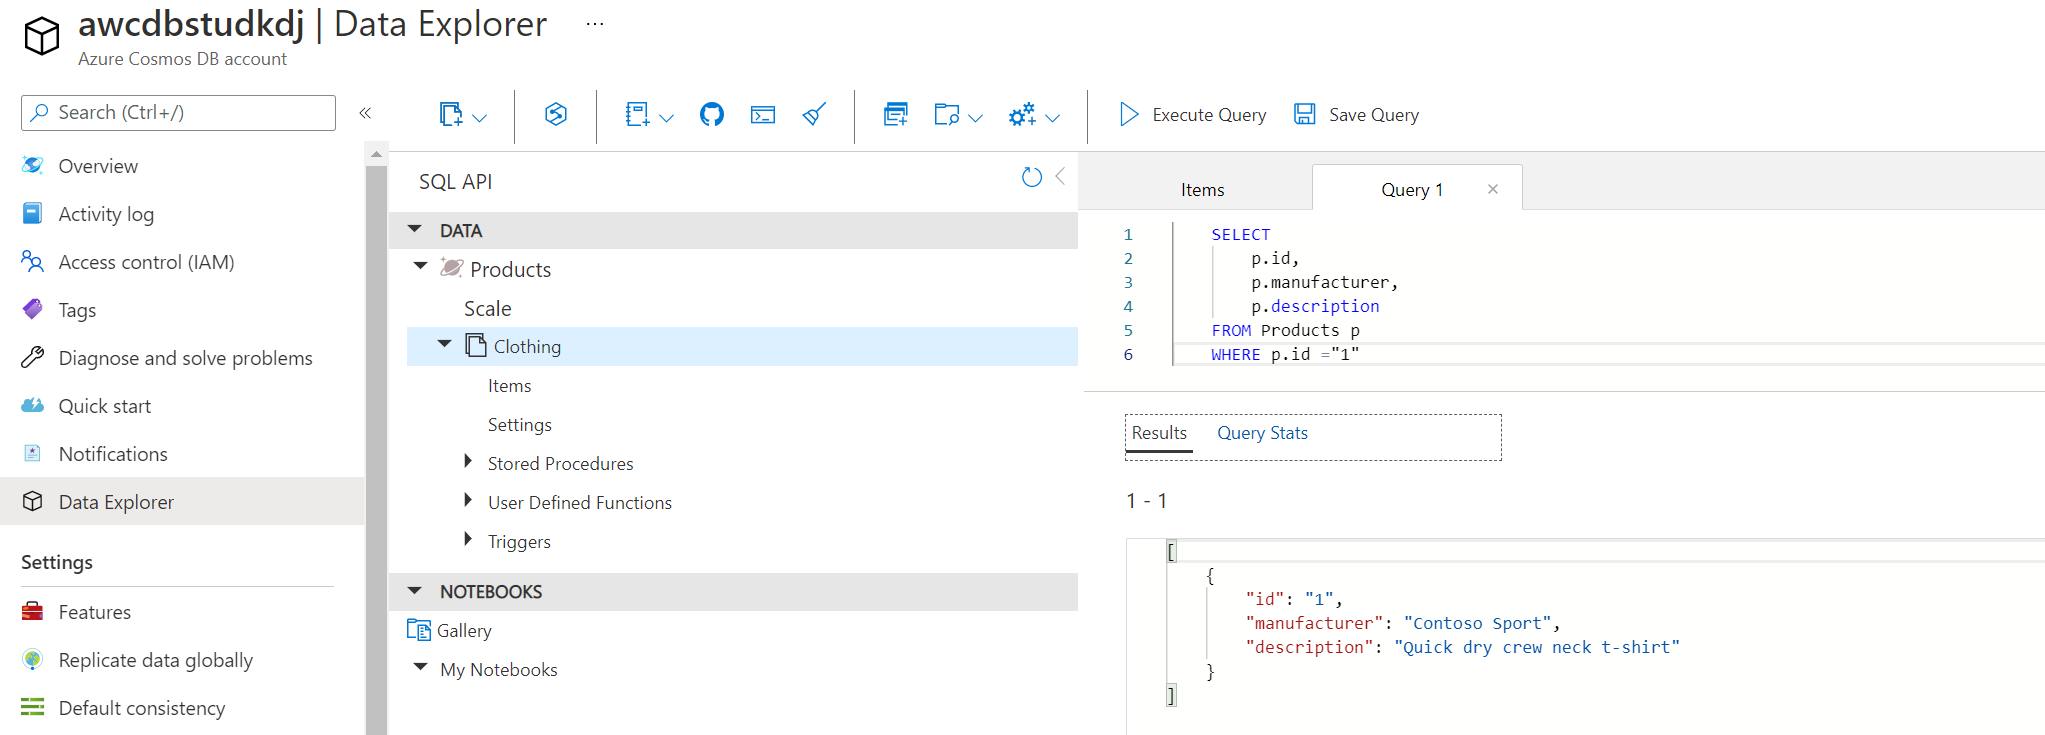 awcdbstudkdj | Data Explorer ...
Azure Cosmos DB account
Search (Ctrl+/)
«
Overview
Activity log
Access control (IAM)
Tags
Diagnose and solve problems
Quick start
Notifications
Data Explorer
Settings
Features
Replicate data globally
Default consistency
SQL API
DATA
Products
Scale
Clothing
Items
Settings
Stored Procedures
User Defined Functions
Triggers
NOTEBOOKS
Gallery
My Notebooks
Execute Query
Save Query
Items
Query 1 ×
1 SELECT
2 p.id,
3 p.manufacturer,
4 p.description
5 FROM Products p
6 WHERE p.id ="1"
Results Query Stats
1 - 1
[
{
"id": "1",
"manufacturer": "Contoso Sport",
"description": "Quick dry crew neck t-shirt"
}
]